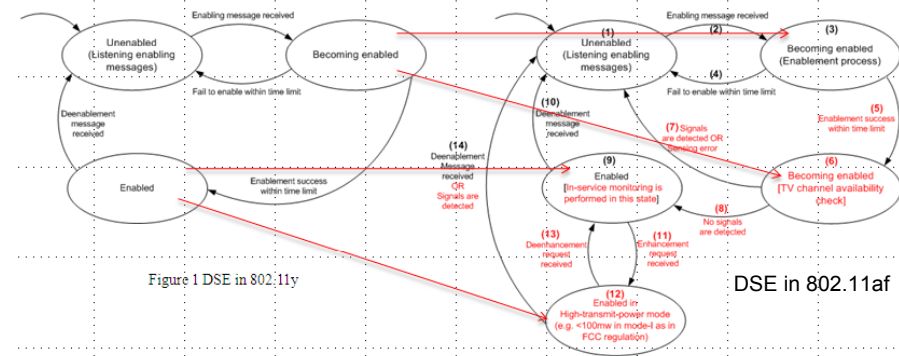 Enabling message received
Unenabled
(Listening enabling
messages)
Becoming enabled
Fail to enable within time limit
Deenablement
message
received
Enabled
Enablement success
within time limit
Figure 1 DSE in 802.11y
Enabling message received
(1)
Unenabled
(Listening enabling
messages)
(2)
(3)
Becoming enabled
(Enablement process)
(4)
Fail to enable within time limit
(5)
Enablement success
within time limit
(10)
Deenablement
message
received
(7) Signals
are detected OR
Sensing error
(14)
Deenablement
Message
received
OR
Signals are
detected
(9)
Enabled
[In-service monitoring is
performed in this state]
(6)
Becoming enabled
[TV channel availability
check]
(8)
No signals
are detected
(13)
Deenhancement
request
received
(11)
Enhancement
request
received
(12)
Enabled in
High-transmit-power mode
(e.g. <100mw in mode-I as in
FCC regulation)
DSE in 802.11af